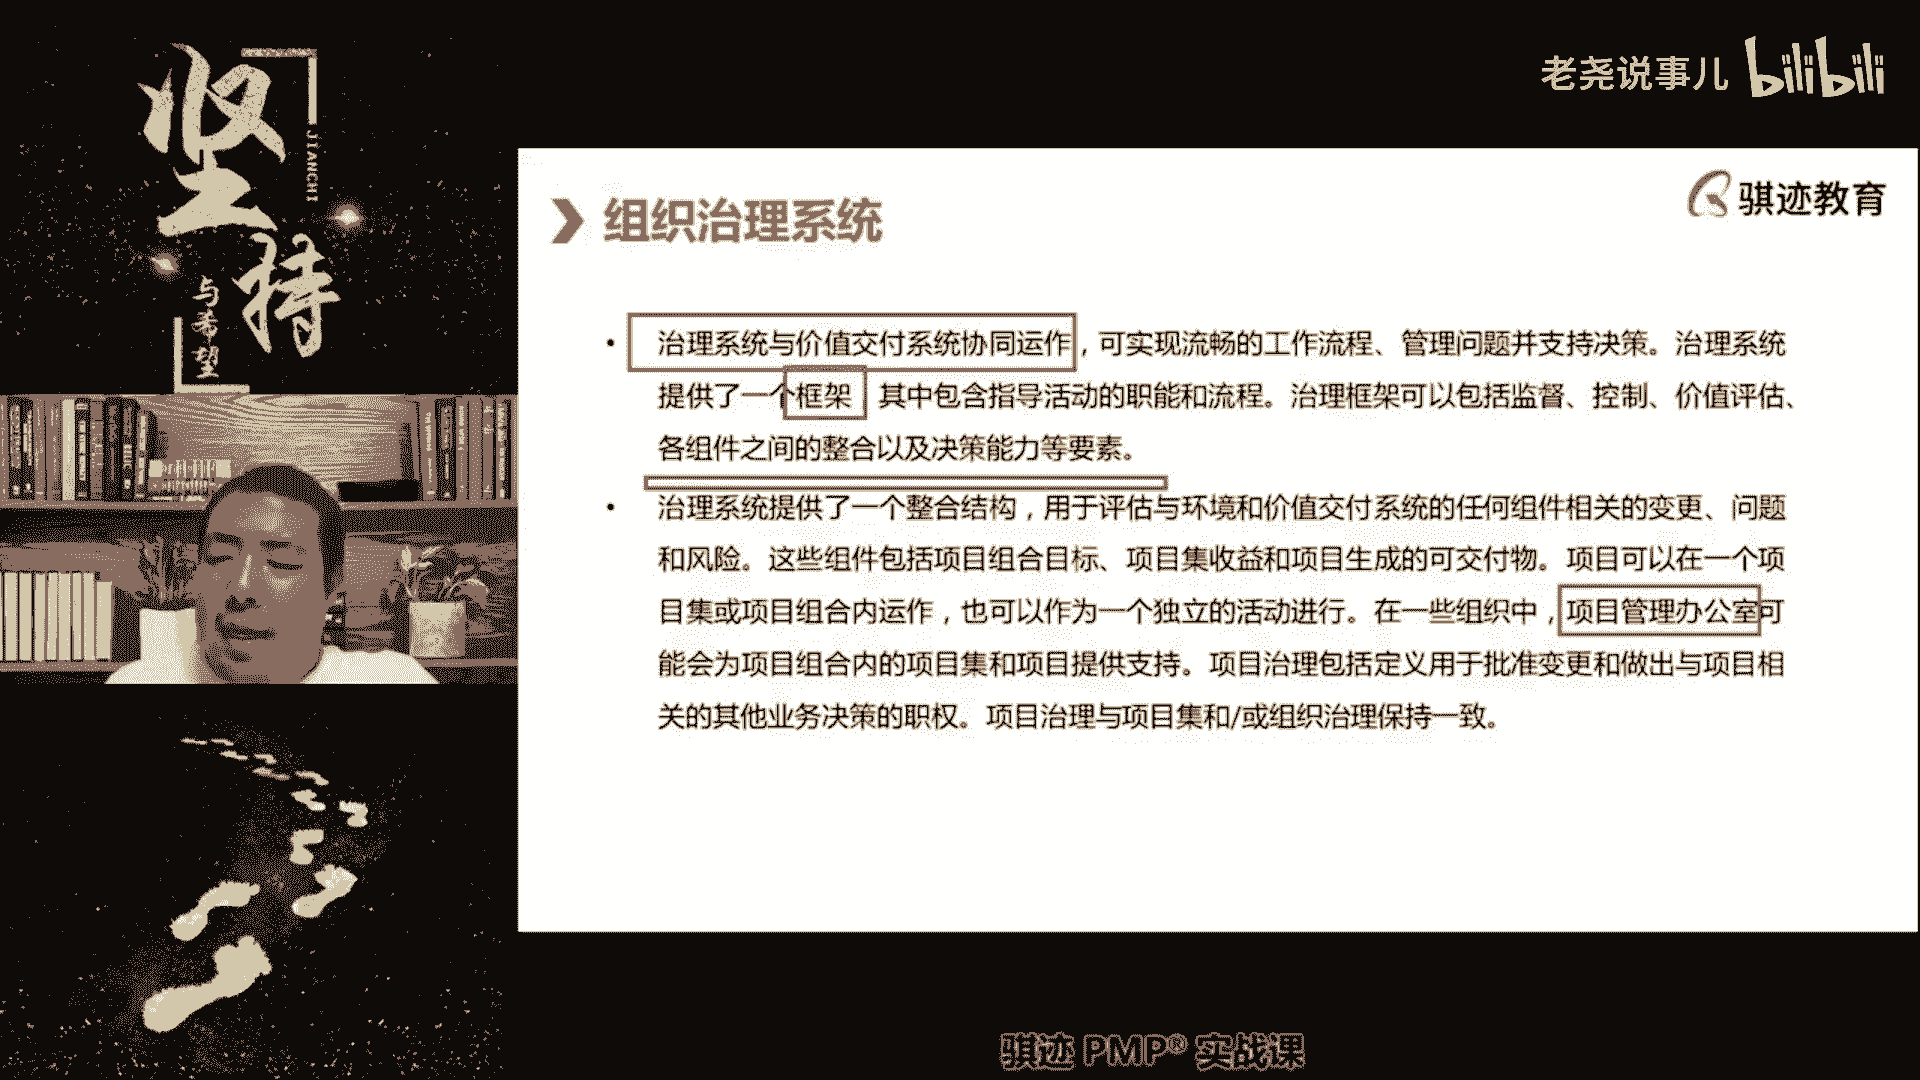 坚持
JIANCHI
与希望
老尧说事儿 bilibili
骐迹教育
组织治理系统
• 治理系统与价值交付系统协同运作，可实现流畅的工作流程、管理问题并支持决策。治理系统
提供了一个框架 其中包含指导活动的职能和流程。治理框架可以包括监督、控制、价值评估、
各组件之间的整合以及决策能力等要素。
• 治理系统提供了一个整合结构，用于评估与环境和价值交付系统的任何组件相关的变更、问题
和风险。这些组件包括项目组合目标、项目集收益和项目生成的可交付物。项目可以在一个项
目集或项目组合内运作，也可以作为一个独立的活动进行。在一些组织中，项目管理办公室可
能会为项目组合内的项目集和项目提供支持。项目治理包括定义用于批准变更和做出与项目相
关的其他业务决策的职权。项目治理与项目集和/或组织治理保持一致。
骐迹 PMP® 实战课